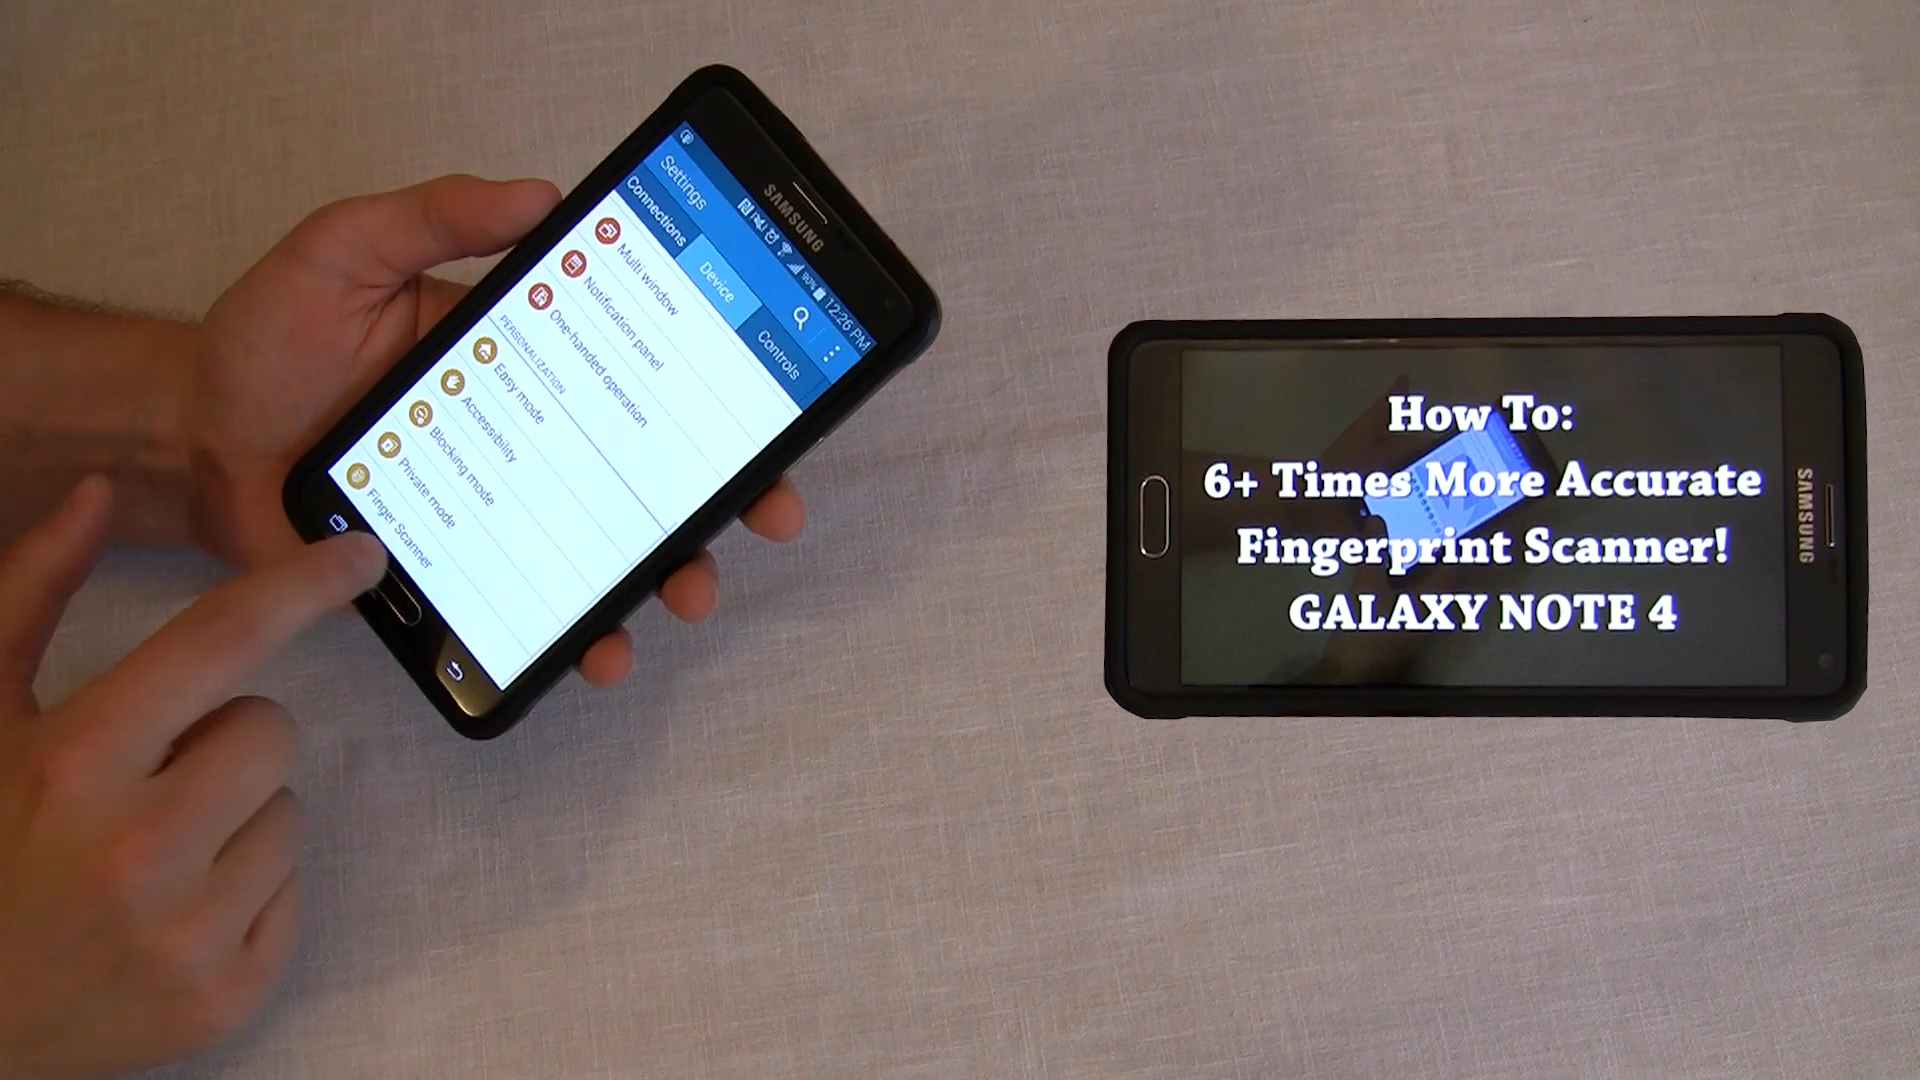 SAMSUNG
90% 12:26 PM
Settings
Connections
Device
Controls
Multi window
Notification panel
One-handed operation
PERSONALIZATION
Easy mode
Accessibility
Blocking mode
Private mode
Finger Scanner
How To:
6+ Times More Accurate
Fingerprint Scanner!
GALAXY NOTE 4
SAMSUNG